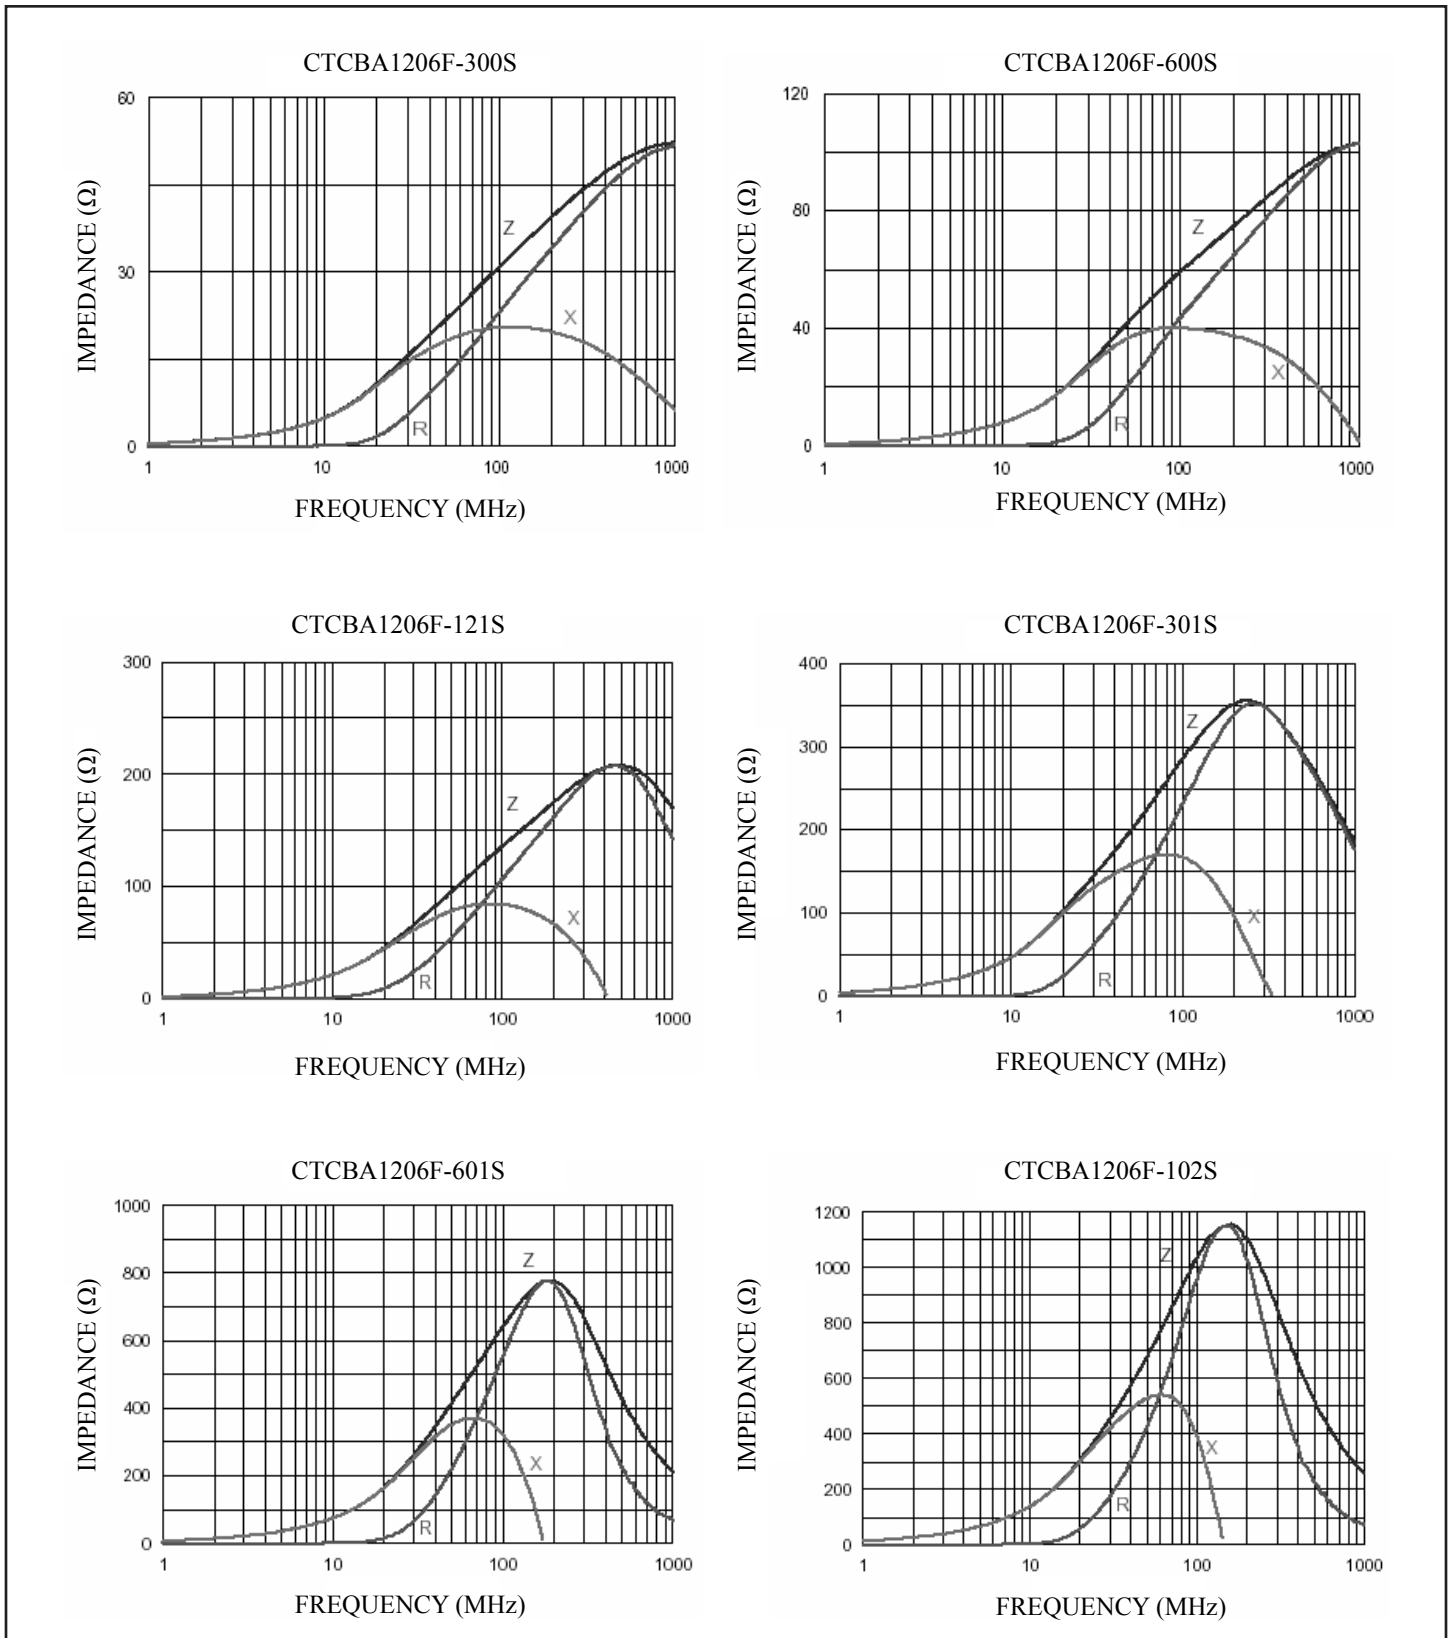 CTCBA1206F-300S
60
30
0
IMPEDANCE (Ω)
Z
X
R
1 10 100 1000
FREQUENCY (MHz)
CTCBA1206F-600S
120
80
40
0
IMPEDANCE (Ω)
Z
X
R
1 10 100 1000
FREQUENCY (MHz)
CTCBA1206F-121S
300
200
100
0
IMPEDANCE (Ω)
Z
X
R
1 10 100 1000
FREQUENCY (MHz)
CTCBA1206F-301S
400
300
200
100
0
IMPEDANCE (Ω)
Z
X
R
1 10 100 1000
FREQUENCY (MHz)
CTCBA1206F-601S
1000
800
600
400
200
0
IMPEDANCE (Ω)
Z
X
R
1 10 100 1000
FREQUENCY (MHz)
CTCBA1206F-102S
1200
1000
800
600
400
200
0
IMPEDANCE (Ω)
Z
X
R
1 10 100 1000
FREQUENCY (MHz)